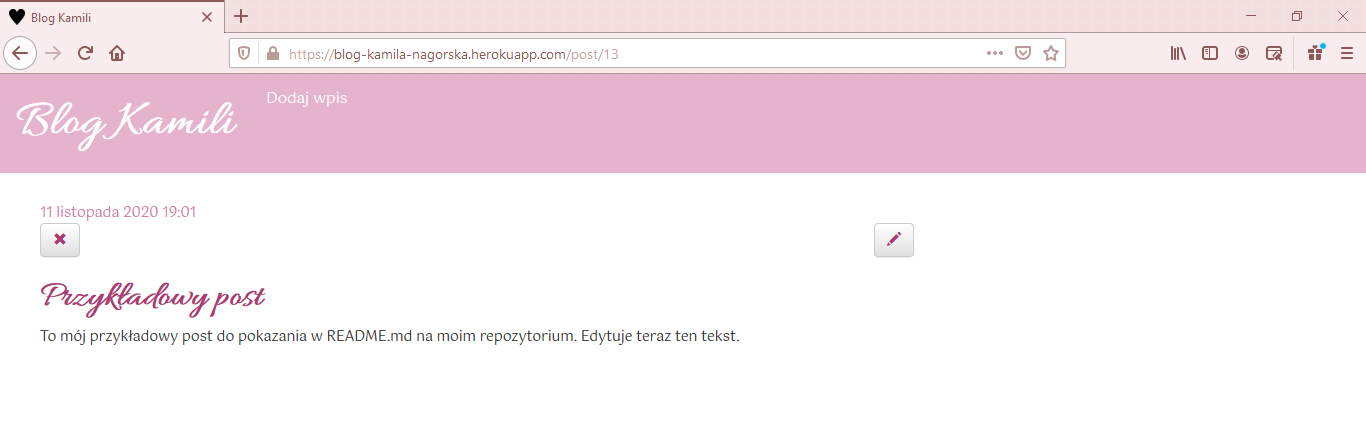 Blog Kamili
https://blog-kamila-nagorska.herokuapp.com/post/13
Blog Kamili
Dodaj wpis
11 listopada 2020 19:01
Przykładowy post
To mój przykładowy post do pokazania w README.md na moim repozytorium. Edytuje teraz ten tekst.